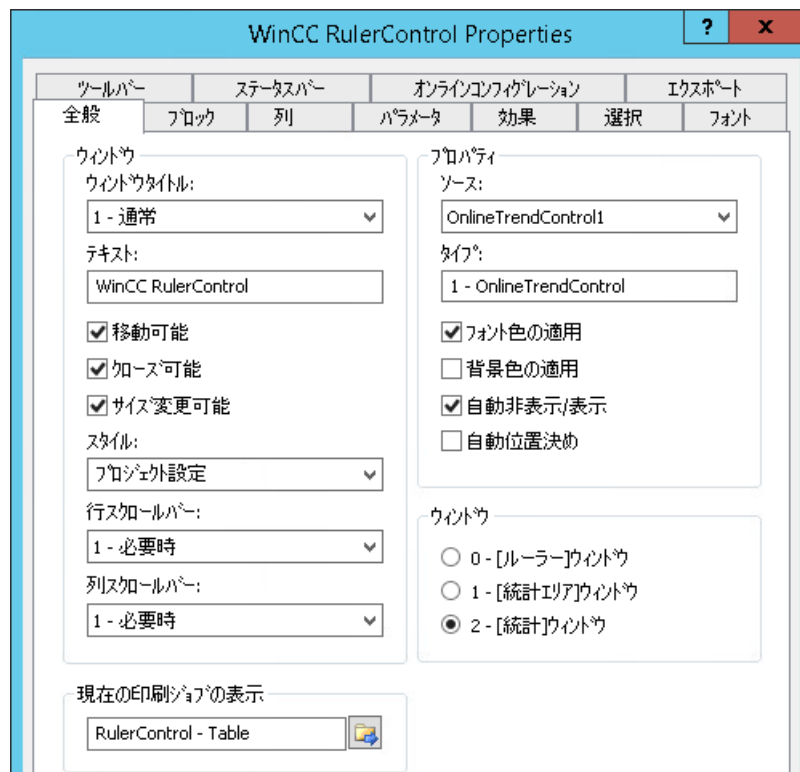 WinCC RulerControl Properties
?
x
ツールバー ステータスバー オンラインコンフィグレーション エクスポート
全般 ブロック 列 パラメータ 効果 選択 フォント
ウィンドウ
ウィンドウタイトル:
1 - 通常
テキスト:
WinCC RulerControl
移動可能
クローズ可能
サイズ変更可能
スタイル:
プロジェクト設定
行スクロールバー:
1 - 必要時
列スクロールバー:
1 - 必要時
現在の印刷ジョブの表示
RulerControl - Table
プロパティ
ソース:
OnlineTrendControl1
タイプ:
1 - OnlineTrendControl
フォント色の適用
背景色の適用
自動非表示/表示
自動位置決め
ウィンドウ
0 - [ルーラー]ウィンドウ
1 - [統計エリア]ウィンドウ
2 - [統計]ウィンドウ